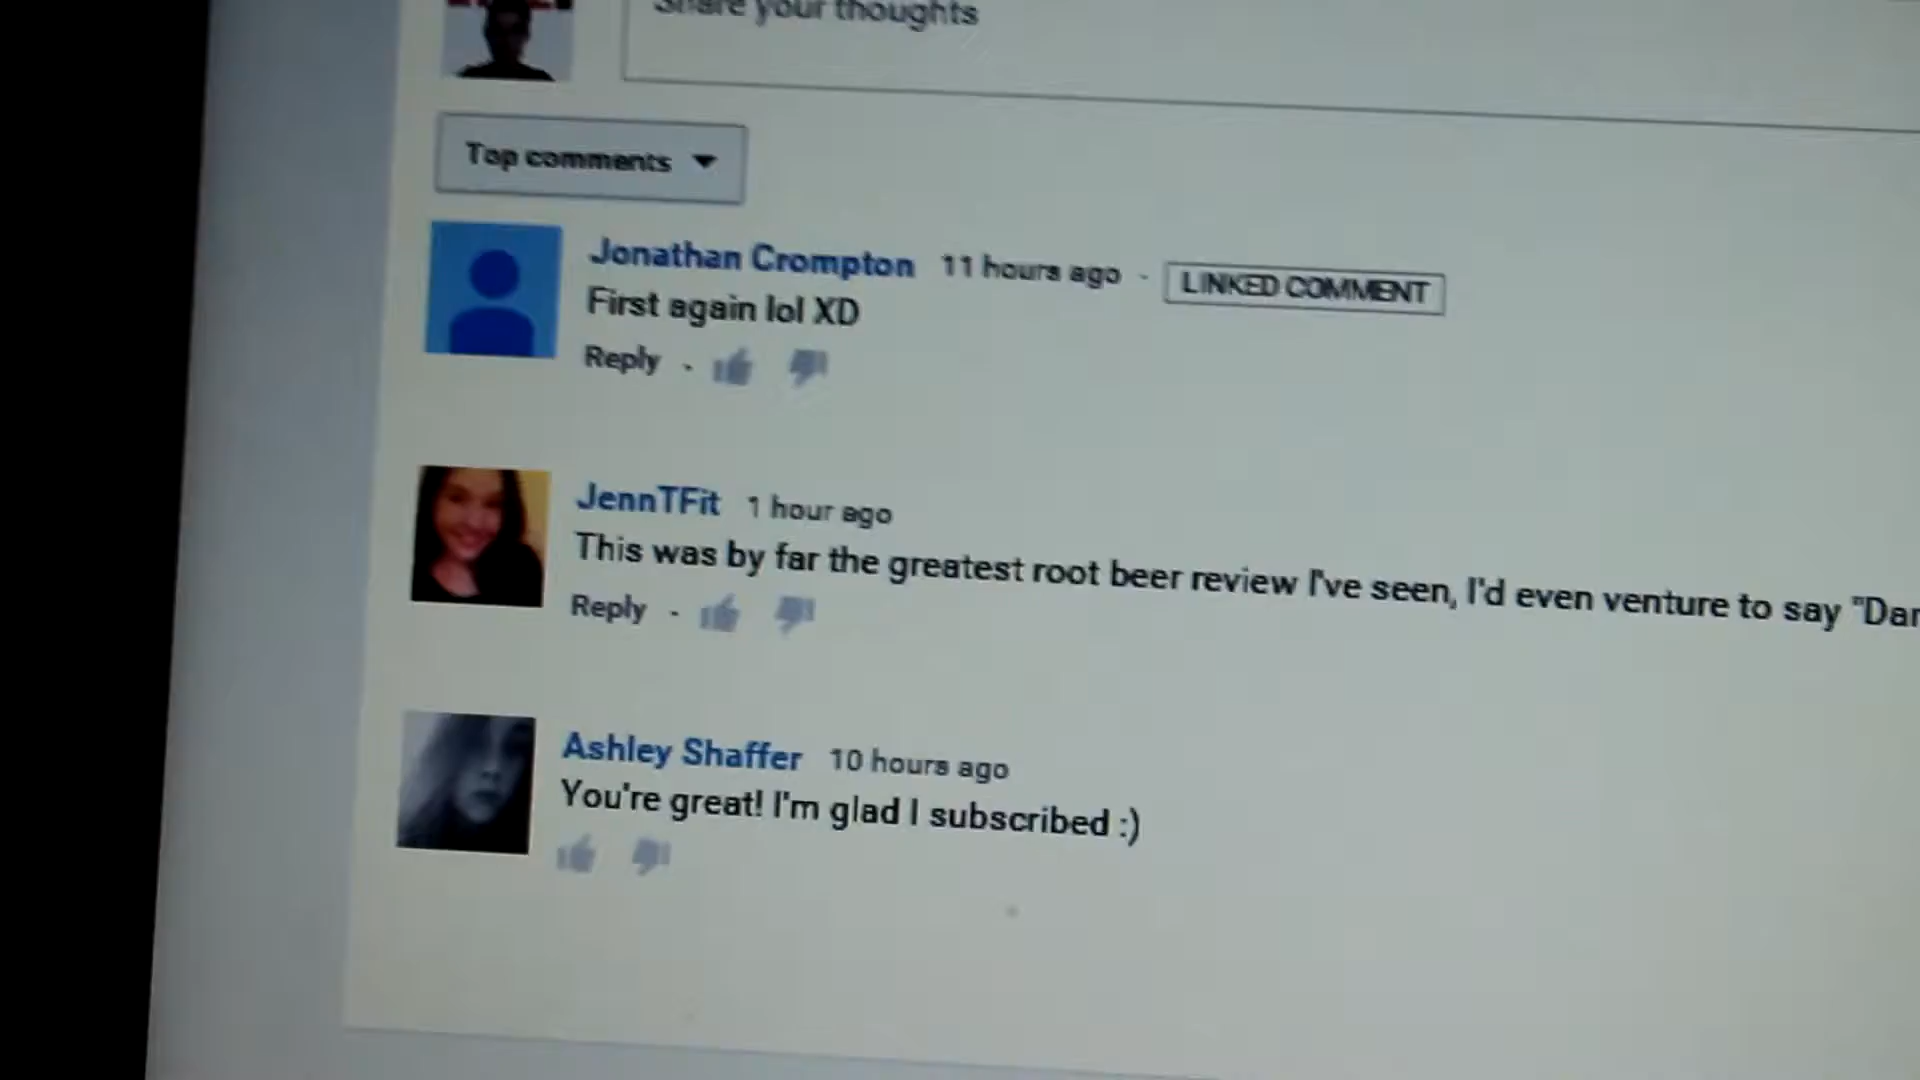 Share your thoughts
Top comments
Jonathan Crompton 11 hours ago · LINKED COMMENT
First again lol XD
Reply ·
JennTFit 1 hour ago
This was by far the greatest root beer review I've seen, I'd even venture to say "Dar
Reply ·
Ashley Shaffer 10 hours ago
You're great! I'm glad I subscribed :)